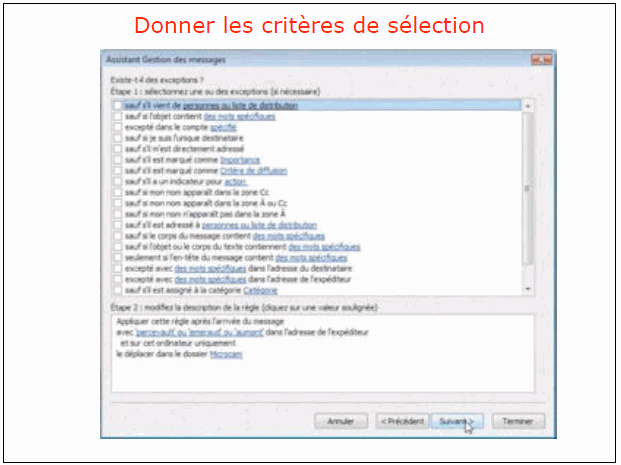 Donner les critères de sélection
Assistant Gestion des messages
Existe-t-il des exceptions ?
Étape 1 : sélectionnez une ou des exceptions (si nécessaire)
sauf s'il vient de personnes ou liste de distribution
sauf si l'objet contient des mots spécifiques
excepté dans le compte spécifié
sauf si je suis l'unique destinataire
sauf s'il m'est directement adressé
sauf s'il est marqué comme Importance
sauf s'il est marqué comme Critère de diffusion
sauf s'il a un indicateur pour action
sauf si mon nom apparaît dans la zone Cc
sauf si mon nom apparaît dans la zone À ou Cc
sauf si mon nom n'apparaît pas dans la zone À
sauf s'il est adressé à personnes ou liste de distribution
sauf si le corps du message contient des mots spécifiques
sauf si l'objet ou le corps du texte contiennent des mots spécifiques
seulement si l'en-tête du message contient des mots spécifiques
excepté avec des mots spécifiques dans l'adresse du destinataire
excepté avec des mots spécifiques dans l'adresse de l'expéditeur
sauf s'il est assigné à la catégorie Catégorie
Étape 2 : modifiez la description de la règle (cliquez sur une valeur soulignée)
Appliquer cette règle après l'arrivée du message
avec 'percevault' ou 'emeraud' ou 'aumont' dans l'adresse de l'expéditeur
et sur cet ordinateur uniquement
le déplacer dans le dossier Microcam
Annuler
< Précédent
Suivant >
Terminer